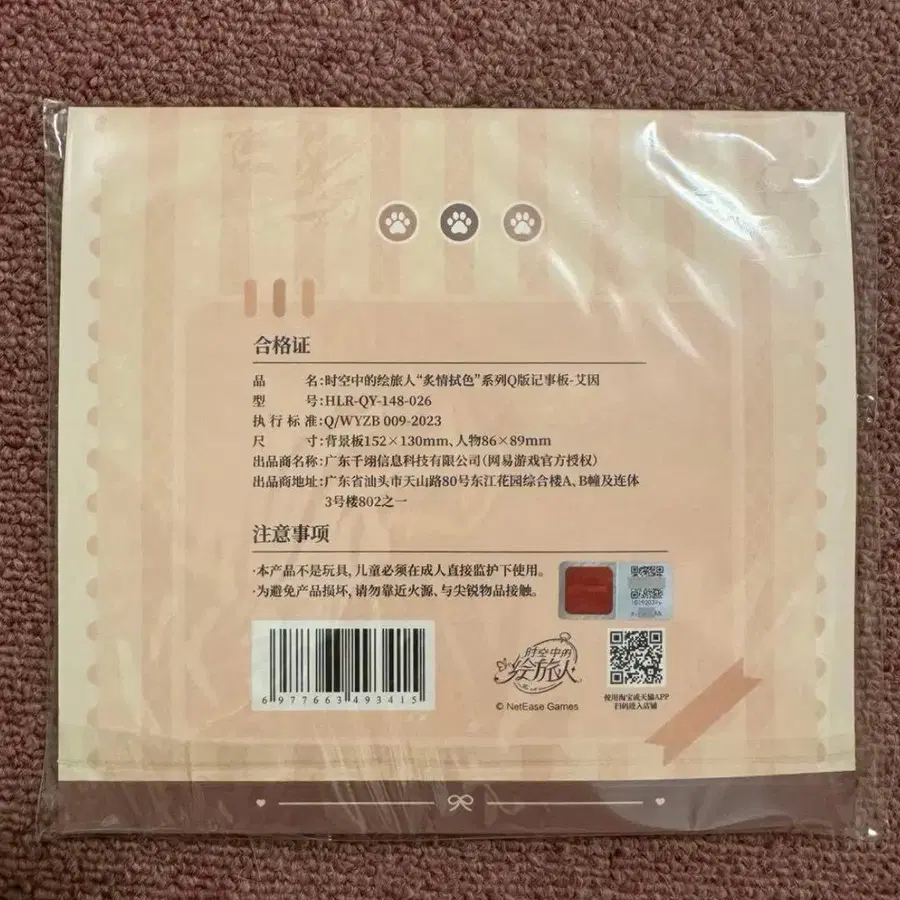 合格证
品 名:时空中的绘旅人“炙情拭色”系列Q版记事板-艾因
型 号:HLR-QY-148-026
执行标准:Q/WYZB 009-2023
尺 寸:背景板152×130mm、人物86×89mm
出品商名称:广东千翊信息科技有限公司(网易游戏官方授权)
出品商地址:广东省汕头市天山路80号东江花园综合楼A、B幢及连体
3号楼802之一
注意事项
·本产品不是玩具,儿童必须在成人直接监护下使用。
·为避免产品损坏,请勿靠近火源、与尖锐物品接触。
6977663493415
时空中的
绘旅人
© NetEase Games
使用淘宝或天猫APP
扫码进入店铺